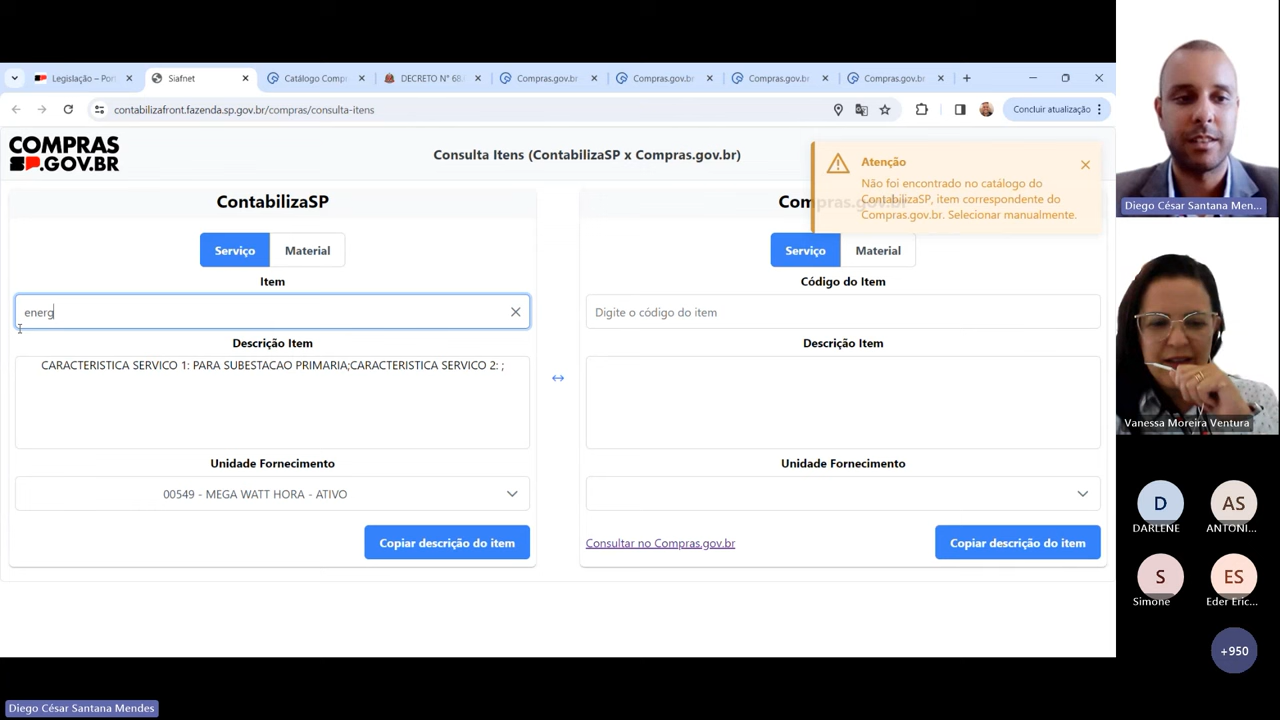 Legislação – Por
Siafnet
Catálogo Comp
DECRETO N° 68.
Compras.gov.br
Compras.gov.br
Compras.gov.br
Compras.gov.br
contabilizafront.fazenda.sp.gov.br/compras/consulta-itens
Concluir atualização
COMPRAS
SP.GOV.BR
Consulta Itens (ContabilizaSP x Compras.gov.br)
Atenção
Não foi encontrado no catálogo do
ContabilizaSP, item correspondente do
Compras.gov.br. Selecionar manualmente.
ContabilizaSP
Serviço
Material
Item
energ
Descrição Item
CARACTERISTICA SERVICO 1: PARA SUBESTACAO PRIMARIA;CARACTERISTICA SERVICO 2: ;
Unidade Fornecimento
00549 - MEGA WATT HORA - ATIVO
Copiar descrição do item
Compras.gov.br
Serviço
Material
Código do Item
Digite o código do item
Descrição Item
Unidade Fornecimento
Consultar no Compras.gov.br
Copiar descrição do item
Diego César Santana Men...
Vanessa Moreira Ventura
D
DARLENE
AS
ANTONI...
S
Simone
ES
Eder Eric...
+950
Diego César Santana Mendes